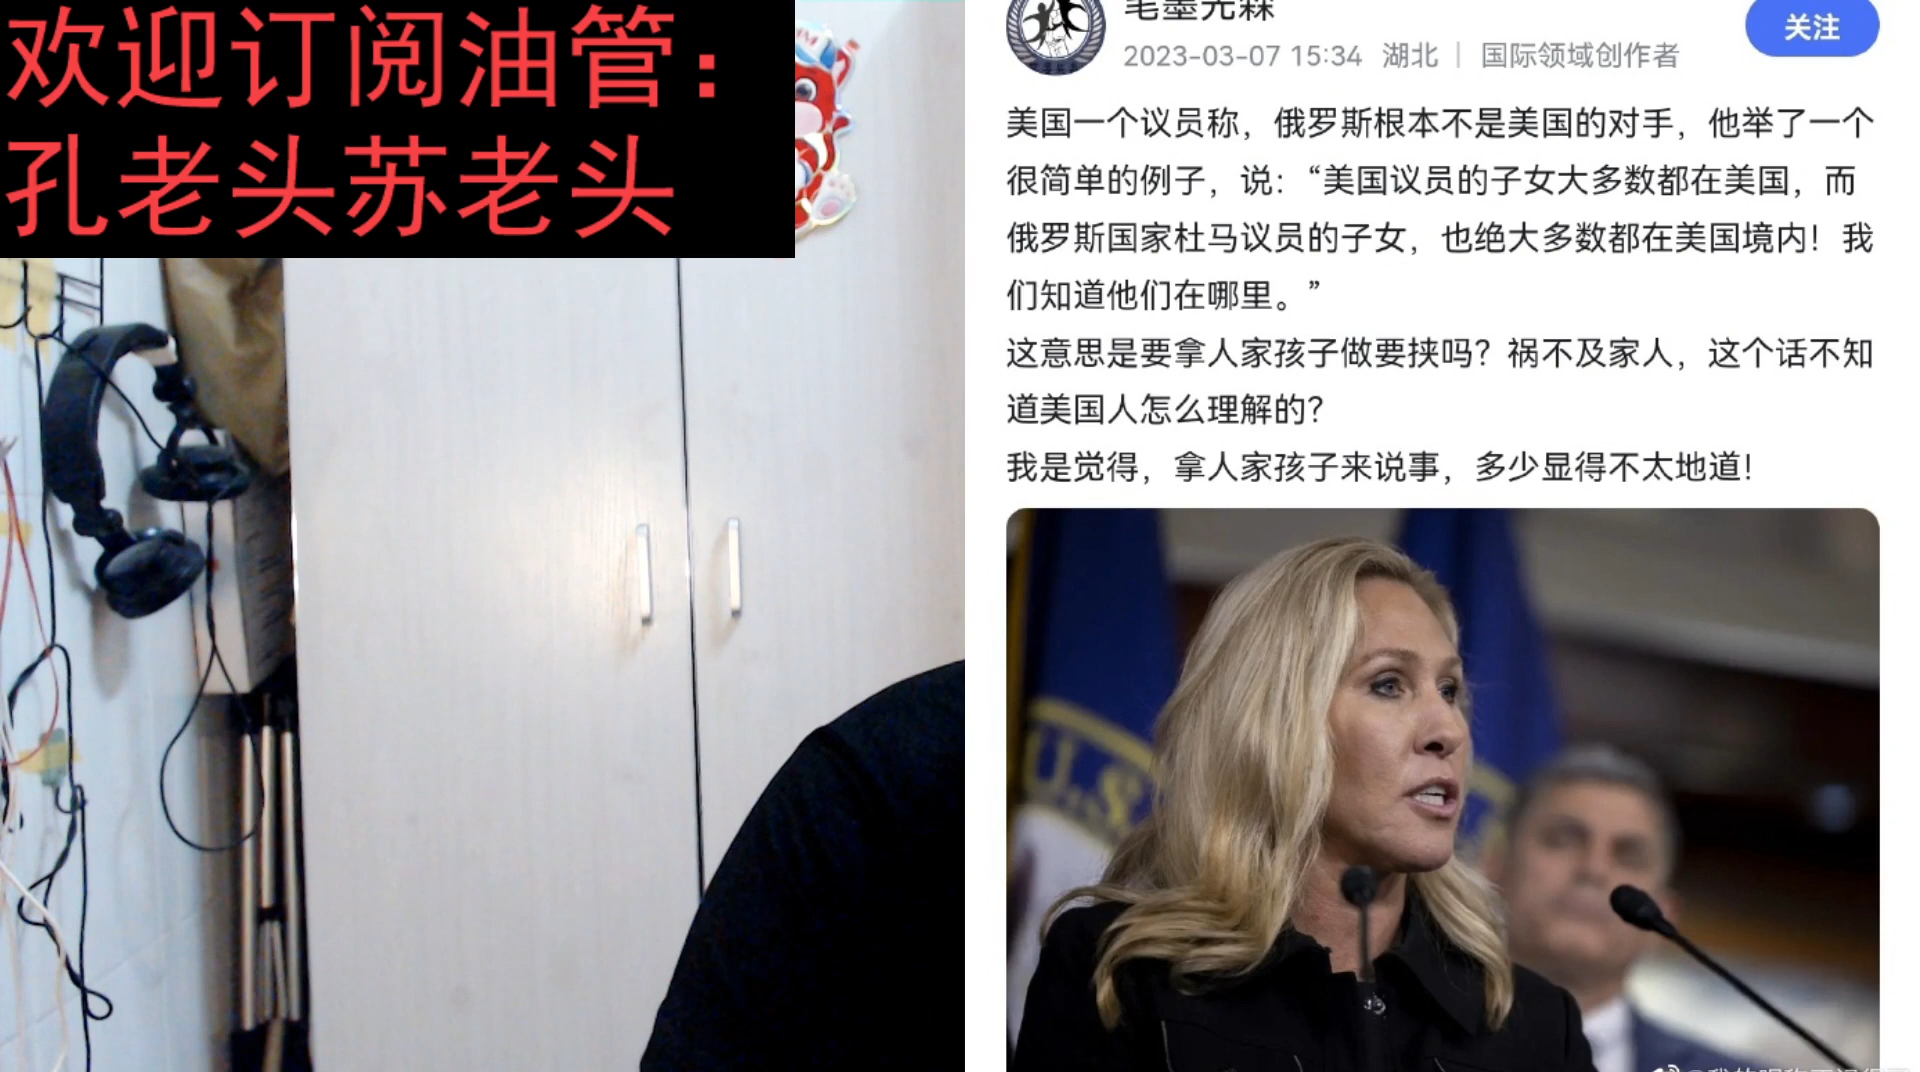 欢迎订阅油管：
孔老头苏老头
笔墨先森
2023-03-07 15:34 湖北 | 国际领域创作者
关注
美国一个议员称，俄罗斯根本不是美国的对手，他举了一个
很简单的例子，说：“美国议员的子女大多数都在美国，而
俄罗斯国家杜马议员的子女，也绝大多数都在美国境内！我
们知道他们在哪里。”
这意思是要拿人家孩子做要挟吗？祸不及家人，这个话不知
道美国人怎么理解的？
我是觉得，拿人家孩子来说事，多少显得不太地道！
U.S.